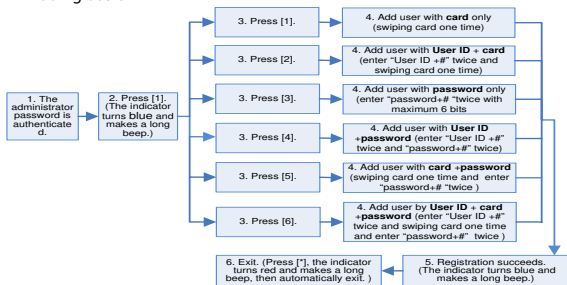 1. The
administrator
password is
authenticate
d.
2. Press [1].
(The indicator
turns blue and
makes a long
beep.)
3. Press [1].
4. Add user with card only
(swiping card one time)
3. Press [2].
4. Add user with User ID + card
(enter “User ID +#” twice and
swiping card one time)
3. Press [3].
4. Add user with password only
(enter “password+# “twice with
maximum 6 bits
3. Press [4].
4. Add user with User ID
+password (enter “User ID +#”
twice and “password+#” twice)
3. Press [5].
4. Add user with card +password
(swiping card one time and enter
“password+# “twice )
3. Press [6].
4. Add user by User ID + card
+password (enter “User ID +#”
twice and swiping card one time
and enter “password+#” twice )
5. Registration succeeds.
(The indicator turns blue and
makes a long beep.)
6. Exit. (Press [*], the indicator
turns red and makes a long
beep, then automatically exit. )